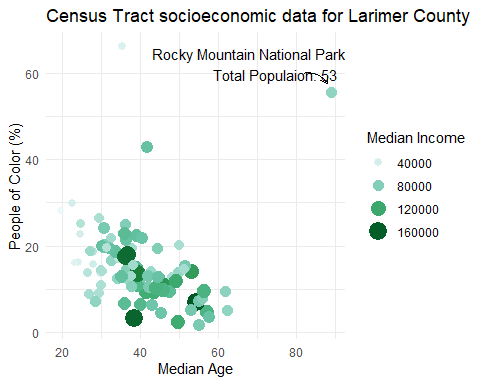 Census Tract socioeconomic data for Larimer County
Rocky Mountain National Park
Total Populaion: 53
People of Color (%)
60
40
20
0
20
40
60
80
Median Age
Median Income
40000
80000
120000
160000